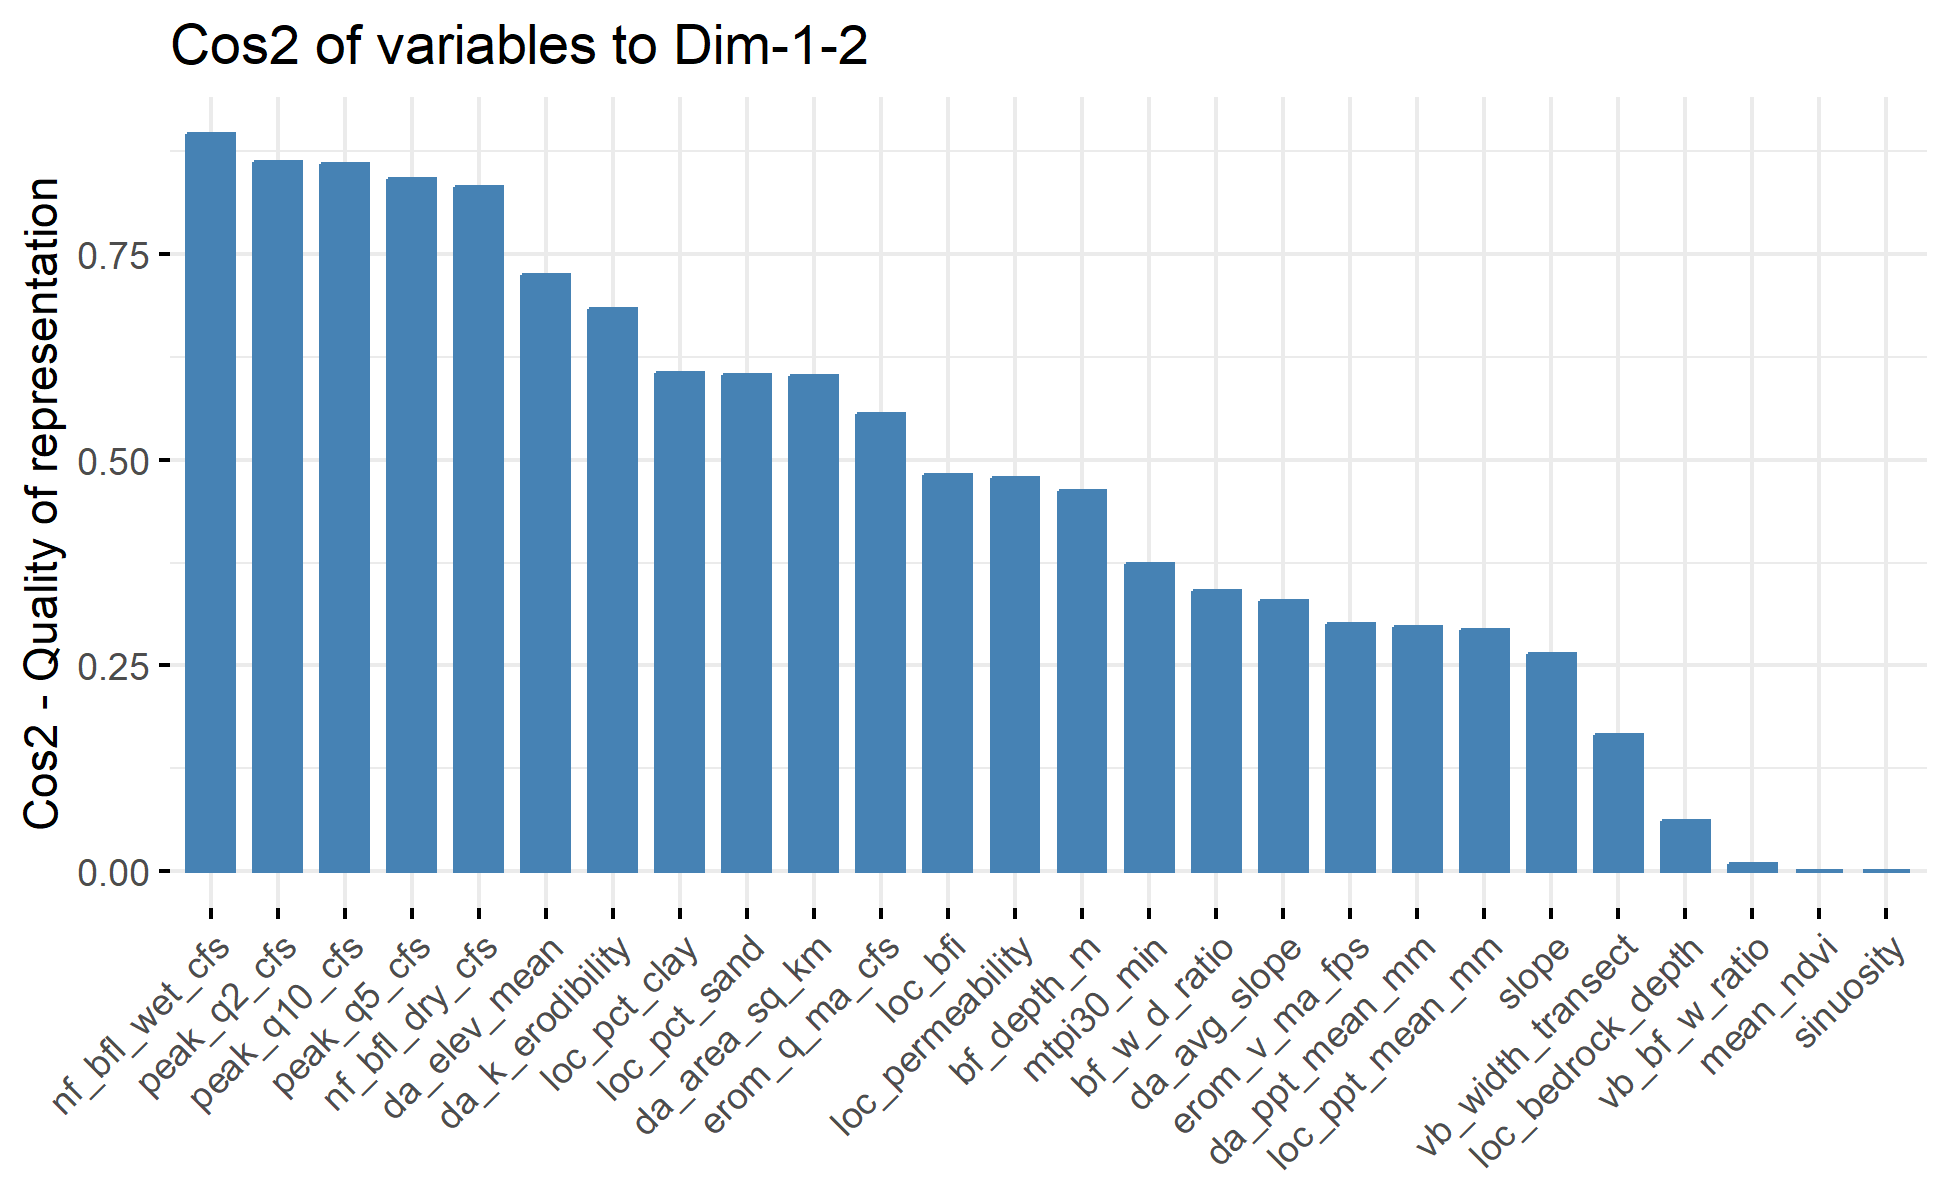 Cos2 of variables to Dim-1-2
Cos2 - Quality of representation
0.75
0.50
0.25
0.00
nf_bfl_wet_cfs
peak_q2_cfs
peak_q10_cfs
peak_q5_cfs
nf_bfl_dry_cfs
da_elev_mean
da_k_erodibility
loc_pct_clay
loc_pct_sand
da_area_sq_km
erom_q_ma_cfs
loc_bfi
loc_permeability
bf_depth_m
mtpi30_min
bf_w_d_ratio
da_avg_slope
erom_v_ma_fps
da_ppt_mean_mm
loc_ppt_mean_mm
slope
vb_width_transect
loc_bedrock_depth
vb_bf_w_ratio
mean_ndvi
sinuosity